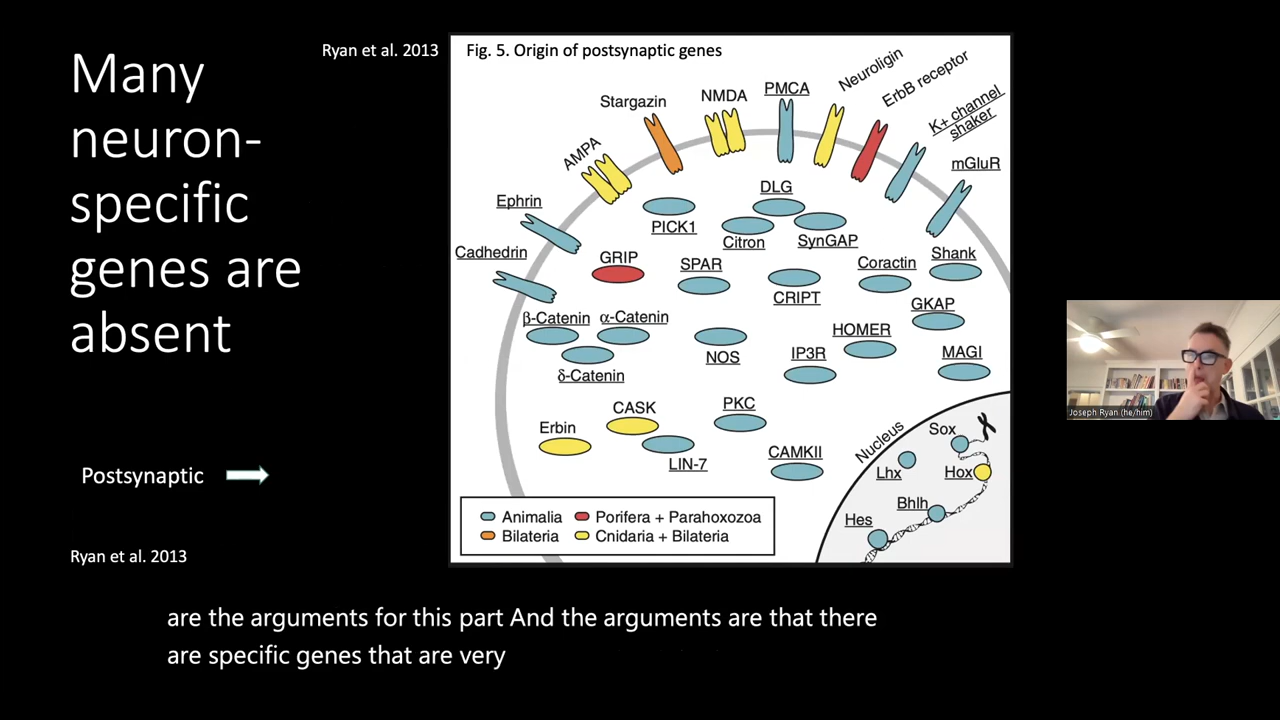 Many
neuron-
specific
genes are
absent
Postsynaptic
Ryan et al. 2013
Ryan et al. 2013
Fig. 5. Origin of postsynaptic genes
Stargazin
NMDA
PMCA
Neuroligin
ErbB receptor
K+ channel
shaker
mGluR
AMPA
Ephrin
Cadhedrin
PICK1
DLG
Citron
SynGAP
GRIP
SPAR
CRIPT
Coractin
Shank
GKAP
β-Catenin
α-Catenin
δ-Catenin
NOS
IP3R
HOMER
MAGI
Erbin
CASK
LIN-7
PKC
CAMKII
Nucleus
Sox
Lhx
Hox
Bhlh
Hes
Animalia
Porifera + Parahoxozoa
Bilateria
Cnidaria + Bilateria
Joseph Ryan (he/him)
are the arguments for this part And the arguments are that there
are specific genes that are very